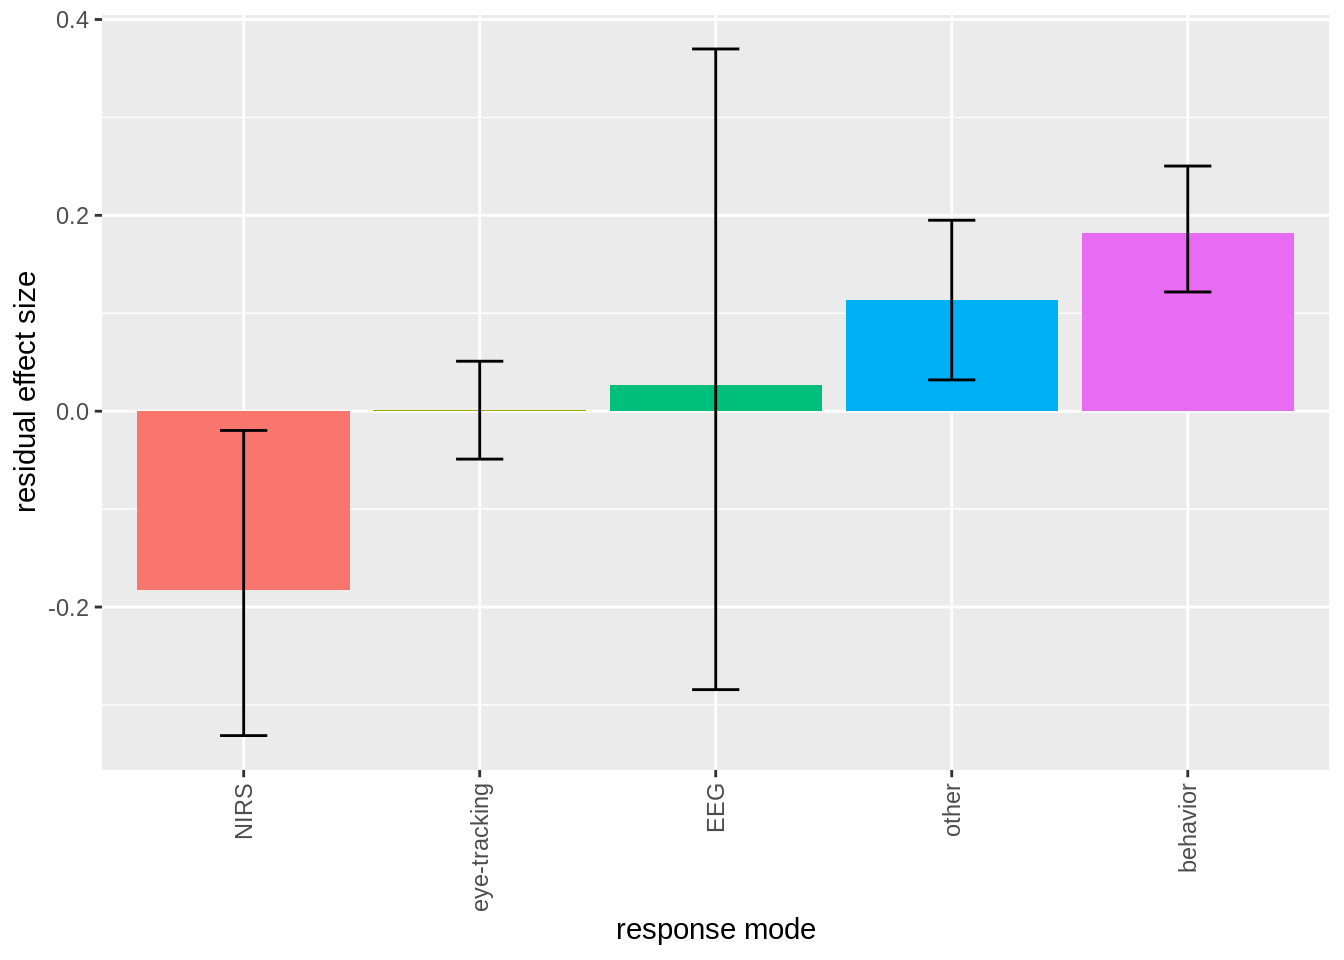 0.4
0.2
0.0
-0.2
residual effect size
NIRS
eye-tracking
EEG
other
behavior
response mode